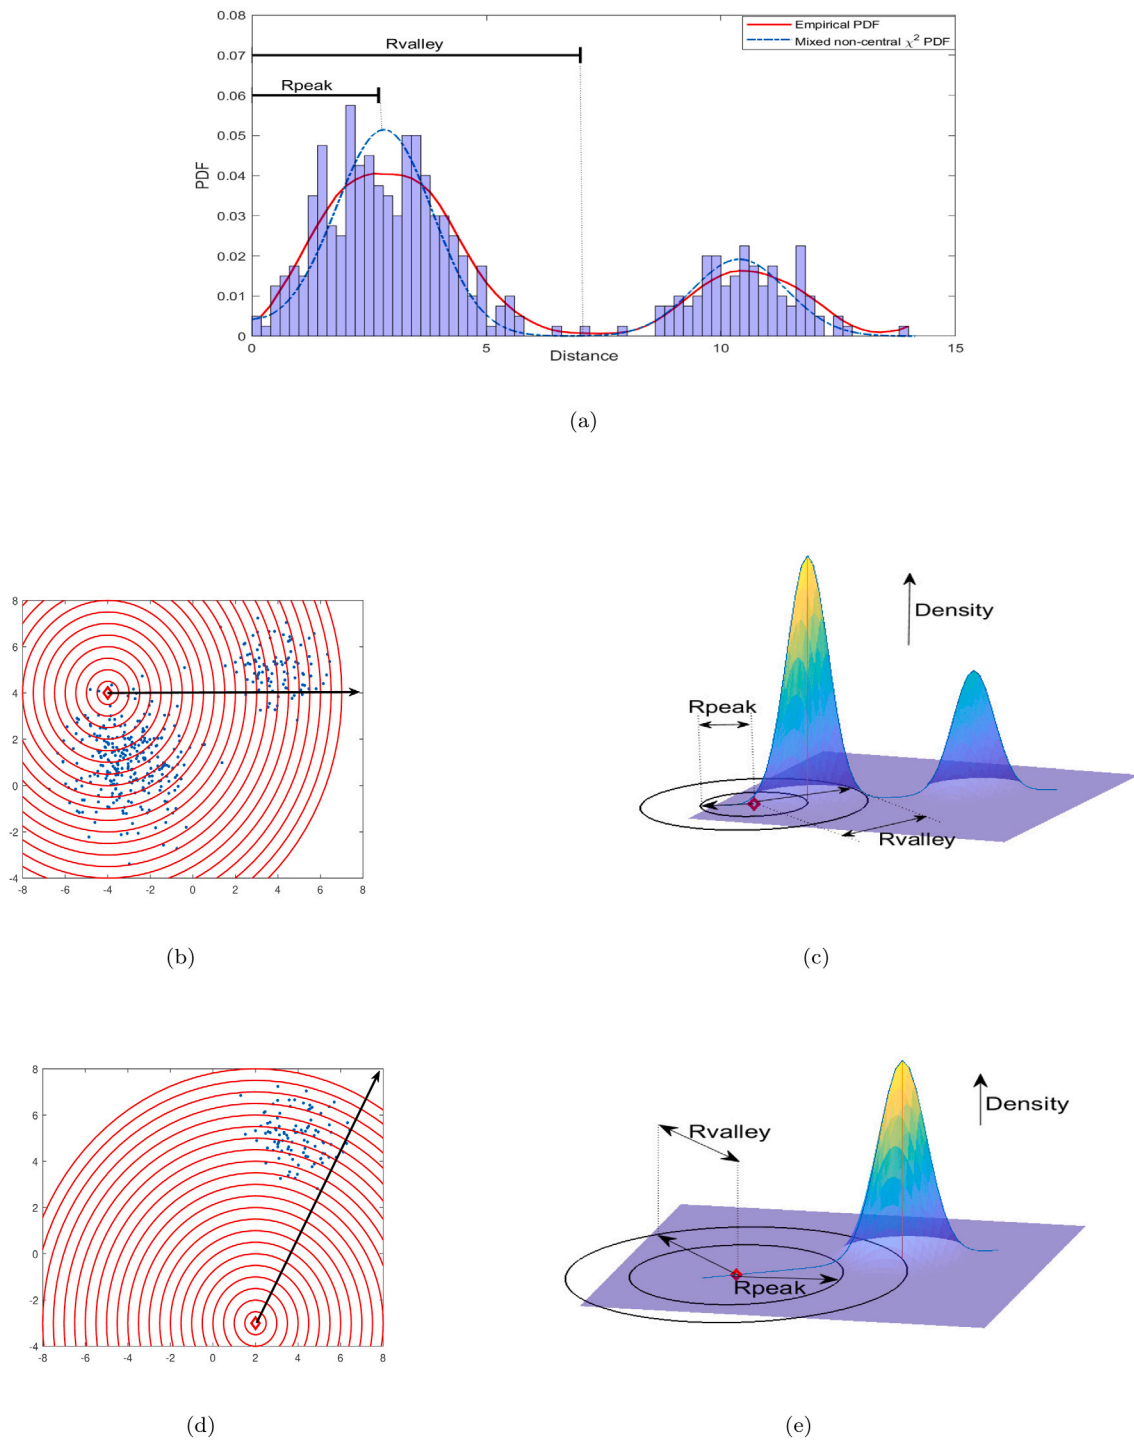 0.08
0.07
0.06
0.05
0.04
0.03
0.02
0.01
0
PDF
Rvalley
Rpeak
Empirical PDF
Mixed non-central χ² PDF
0 5 10 15
Distance
(a)
8
6
4
2
0
-2
-4
-8 -6 -4 -2 0 2 4 6 8
(b)
Density
Rpeak
Rvalley
(c)
8
6
4
2
0
-2
-4
-8 -6 -4 -2 0 2 4 6 8
(d)
Density
Rvalley
Rpeak
(e)